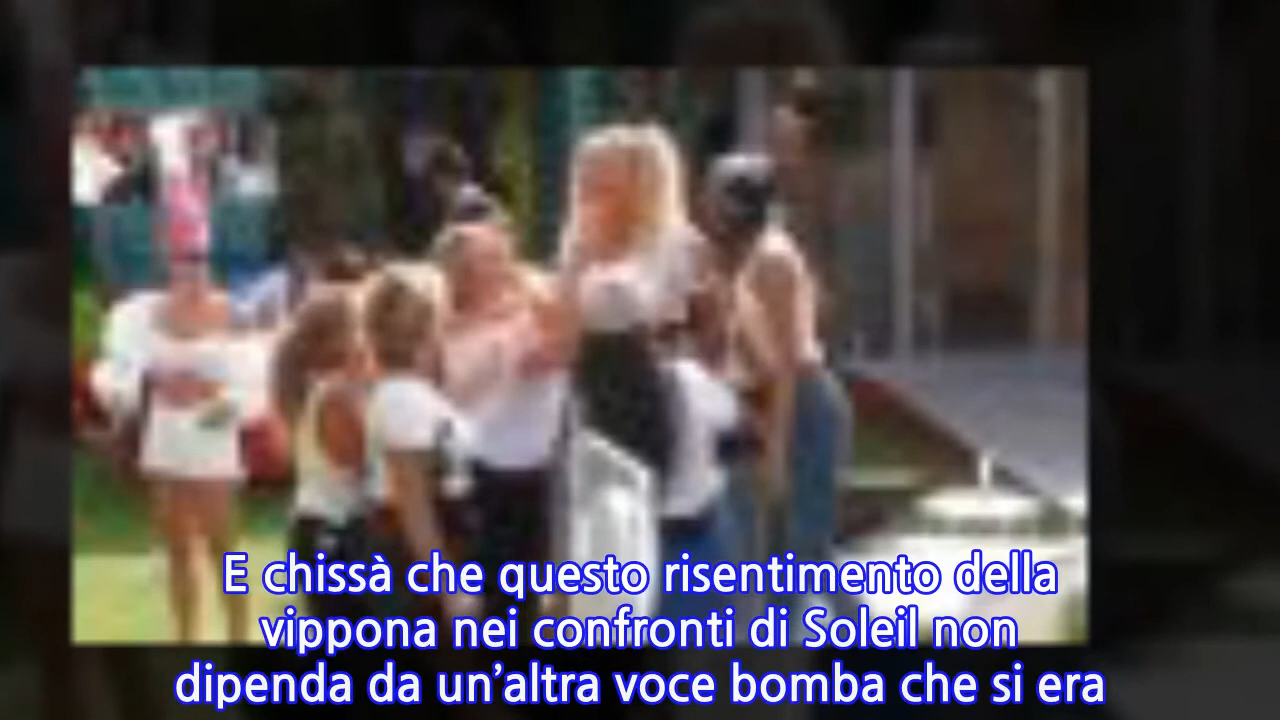 E chissà che questo risentimento della
vippona nei confronti di Soleil non
dipenda da un'altra voce bomba che si era